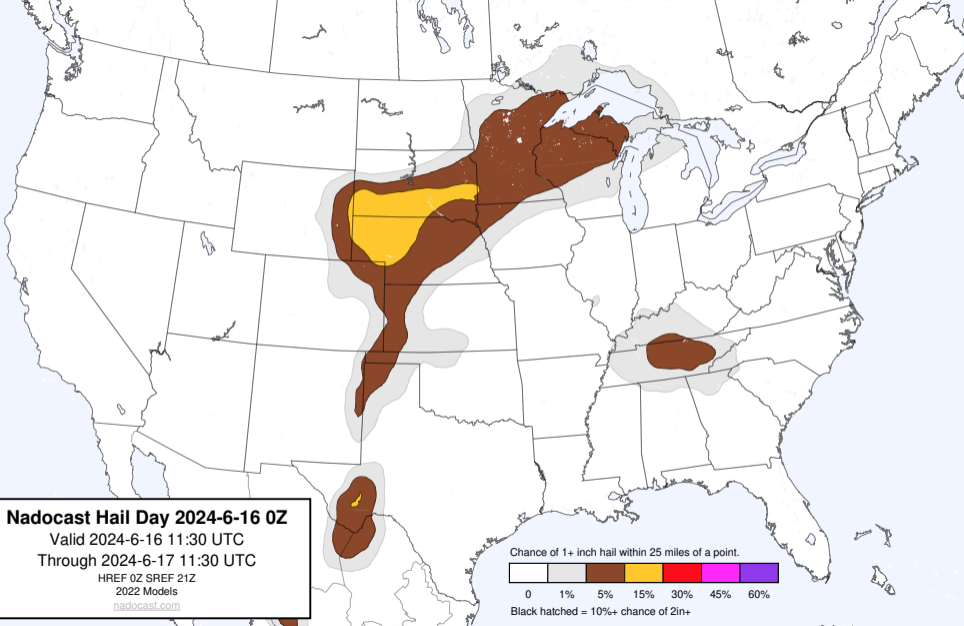 Nadocast Hail Day 2024-6-16 0Z
Valid 2024-6-16 11:30 UTC
Through 2024-6-17 11:30 UTC
HREF 0Z SREF 21Z
2022 Models
nadocast.com
Chance of 1+ inch hail within 25 miles of a point.
0 1% 5% 15% 30% 45% 60%
Black hatched = 10%+ chance of 2in+